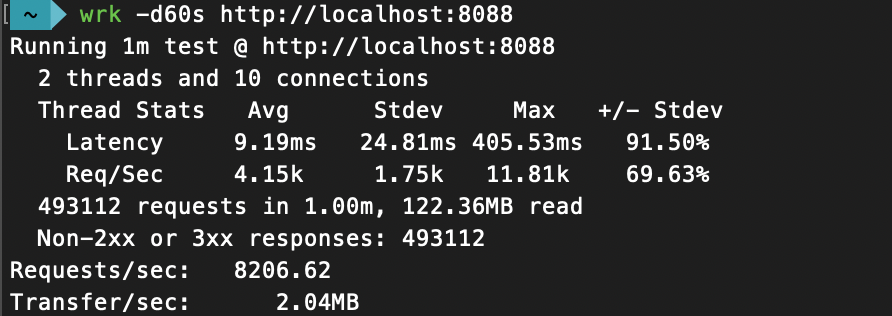 [ ~ wrk -d60s http://localhost:8088
Running 1m test @ http://localhost:8088
  2 threads and 10 connections
  Thread Stats   Avg      Stdev     Max   +/- Stdev
    Latency     9.19ms   24.81ms 405.53ms   91.50%
    Req/Sec     4.15k     1.75k   11.81k    69.63%
  493112 requests in 1.00m, 122.36MB read
  Non-2xx or 3xx responses: 493112
Requests/sec:   8206.62
Transfer/sec:      2.04MB